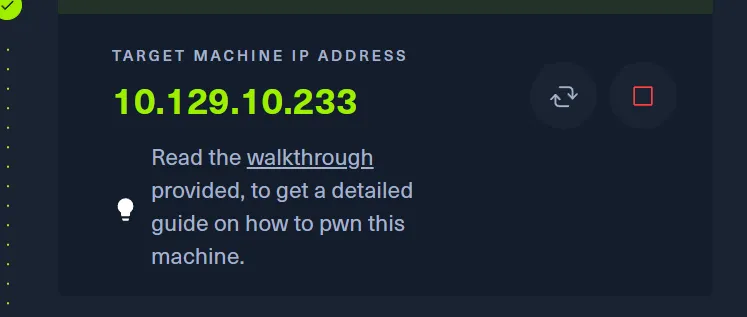 TARGET MACHINE IP ADDRESS
10.129.10.233
Read the walkthrough
provided, to get a detailed
guide on how to pwn this
machine.